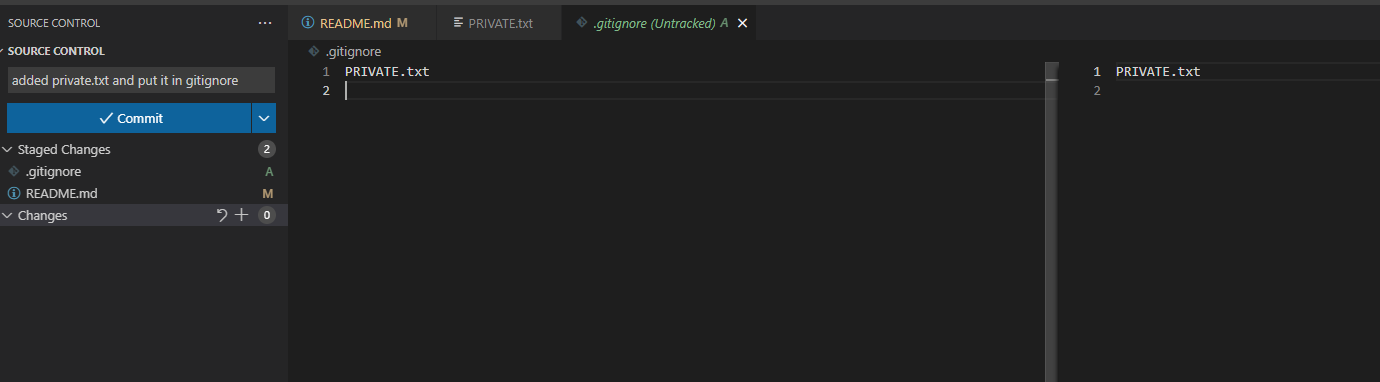 SOURCE CONTROL ...
SOURCE CONTROL
added private.txt and put it in gitignore
Commit
Staged Changes 2
.gitignore A
README.md M
Changes 0
README.md M PRIVATE.txt .gitignore (Untracked) A
.gitignore
1 PRIVATE.txt
2
1 PRIVATE.txt
2